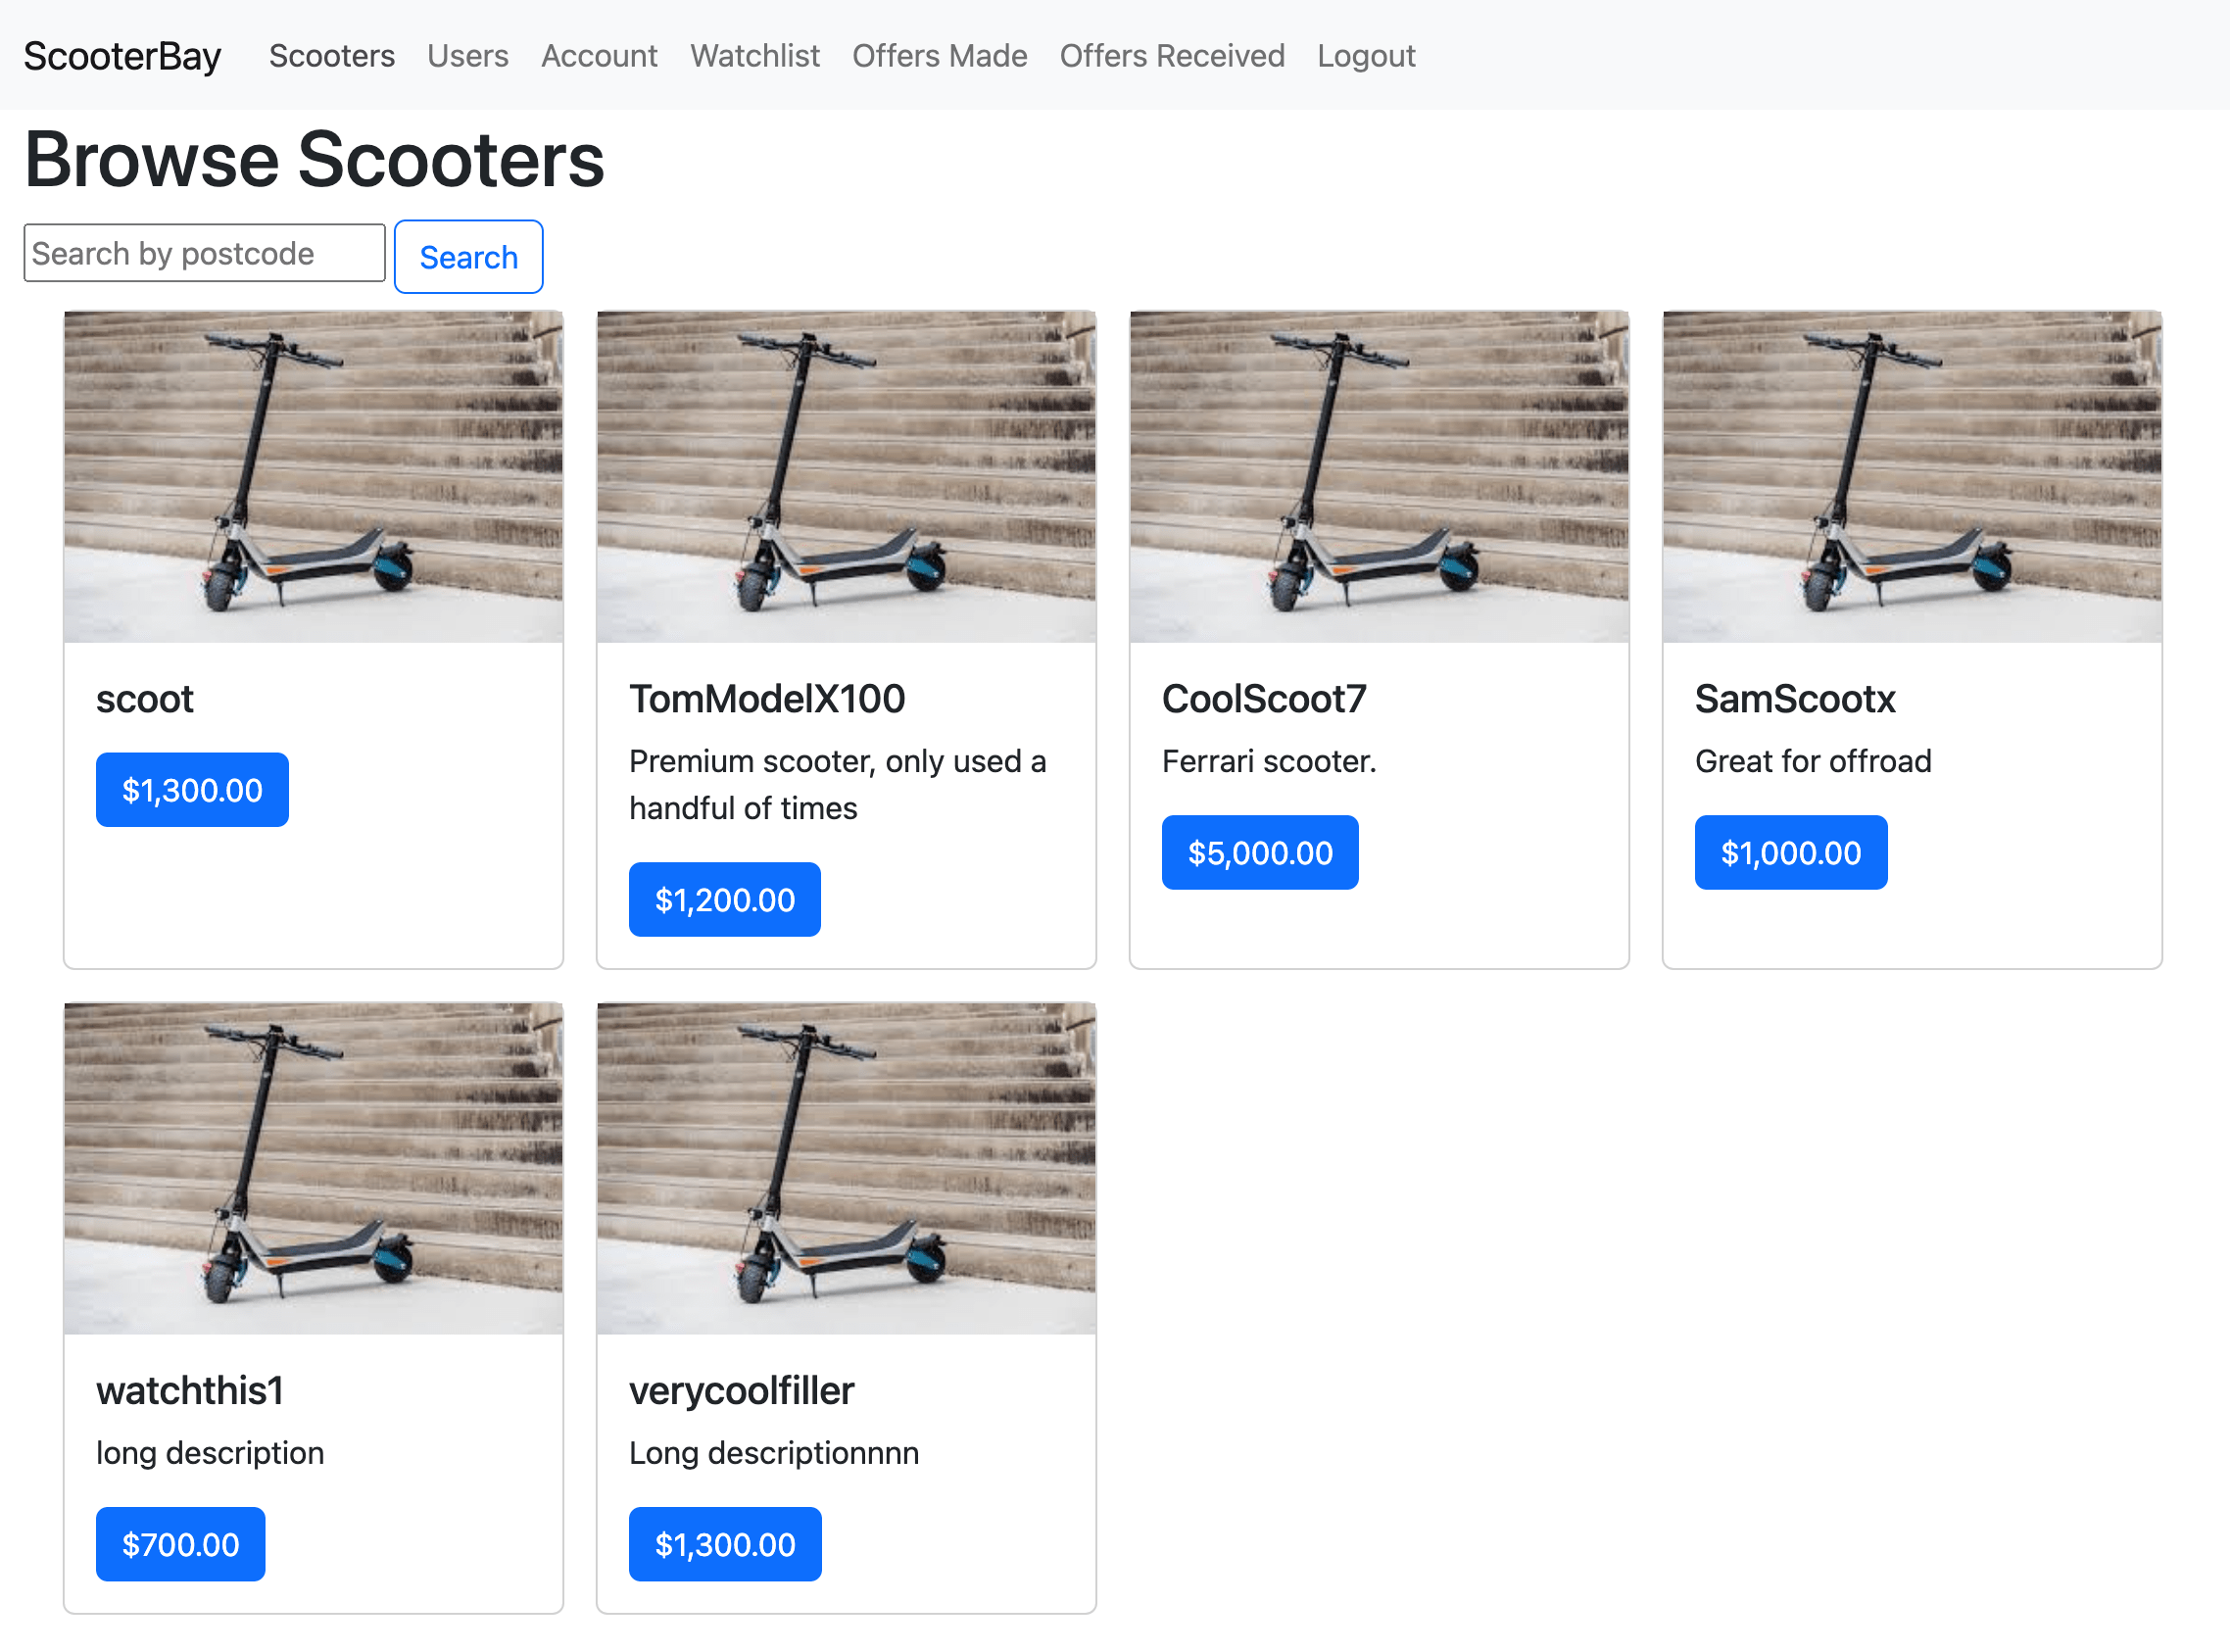 ScooterBay Scooters Users Account Watchlist Offers Made Offers Received Logout
Browse Scooters
Search by postcode Search
scoot
$1,300.00
TomModelX100
Premium scooter, only used a
handful of times
$1,200.00
CoolScoot7
Ferrari scooter.
$5,000.00
SamScootx
Great for offroad
$1,000.00
watchthis1
long description
$700.00
verycoolfiller
Long descriptionnnn
$1,300.00